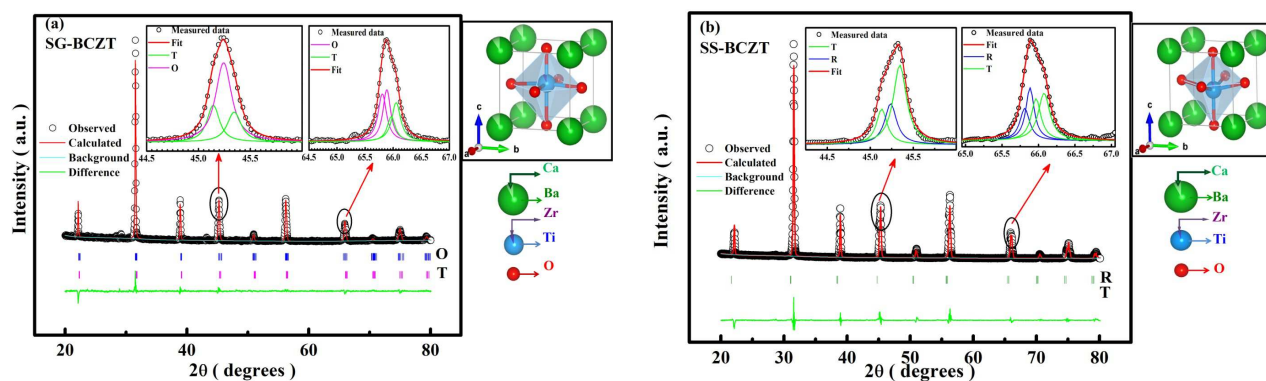 (a)
SG-BCZT
Measured data
Fit
T
O
44.5 45.0 45.5
Measured data
O
T
Fit
64.5 65.0 65.5 66.0 66.5 67.0
Observed
Calculated
Background
Difference
Intensity ( a.u.)
O
T
20 40 60 80
2θ ( degrees )
c
a b
Ca
Ba
Zr
Ti
O
(b)
SS-BCZT
Measured data
T
R
Fit
44.5 45.0 45.5
Measured data
Fit
R
T
65.0 65.5 66.0 66.5 67.0
Observed
Calculated
Background
Difference
Intensity ( a.u.)
R
T
20 30 40 50 60 70 80
2θ ( degrees )
c
a b
Ca
Ba
Zr
Ti
O